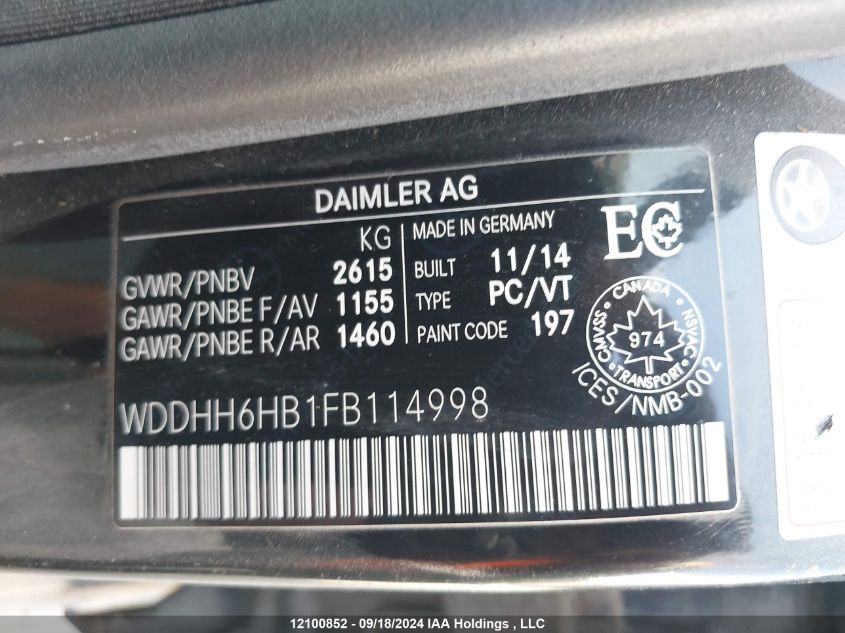 DAIMLER AG
KG
GVWR/PNBV 2615
GAWR/PNBE F/AV 1155
GAWR/PNBE R/AR 1460
MADE IN GERMANY
BUILT 11/14
TYPE PC/VT
PAINT CODE 197
EC
CANADA
CMVSS NSVAC
974
TRANSPORT
ICES/NMB-002
WDDHH6HB1FB114998
12100852 - 09/18/2024 IAA Holdings , LLC